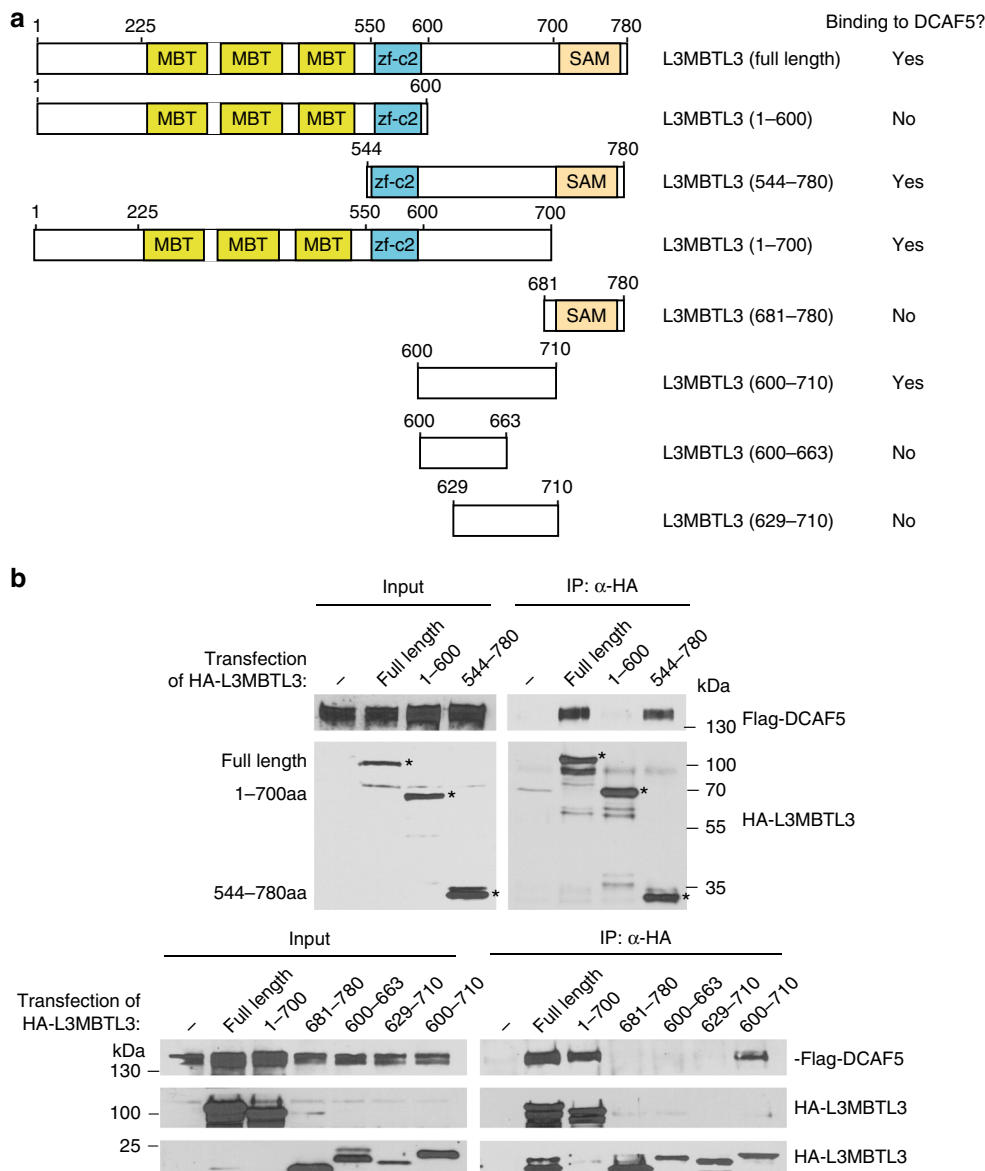 a
1 225 550 600 700 780 Binding to DCAF5?
MBT MBT MBT zf-c2 SAM L3MBTL3 (full length) Yes
1 600
MBT MBT MBT zf-c2 L3MBTL3 (1–600) No
544 780
zf-c2 SAM L3MBTL3 (544–780) Yes
1 225 550 600 700
MBT MBT MBT zf-c2 L3MBTL3 (1–700) Yes
681 780
SAM L3MBTL3 (681–780) No
600 710
L3MBTL3 (600–710) Yes
600 663
L3MBTL3 (600–663) No
629 710
L3MBTL3 (629–710) No
b
Input IP: α-HA
Transfection
of HA-L3MBTL3: – Full length 1–600 544–780 – Full length 1–600 544–780
kDa
130 Flag-DCAF5
Full length * * 100
1–700aa * * 70
55 HA-L3MBTL3
544–780aa * * 35
Input IP: α-HA
Transfection of
HA-L3MBTL3: – Full length 1–700 681–780 600–663 629–710 600–710 – Full length 1–700 681–780 600–663 629–710 600–710
kDa
130 -Flag-DCAF5
100 HA-L3MBTL3
25 HA-L3MBTL3